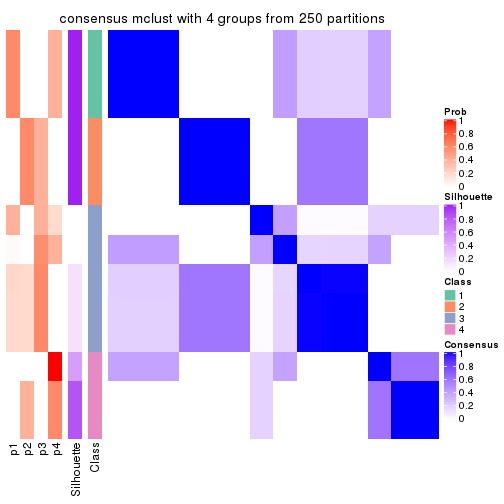 consensus mclust with 4 groups from 250 partitions
Prob
1
0.8
0.6
0.4
0.2
0
Silhouette
1
0.8
0.6
0.4
0.2
0
Class
1
2
3
4
Consensus
1
0.8
0.6
0.4
0.2
0
p1
p2
p3
p4
Silhouette
Class